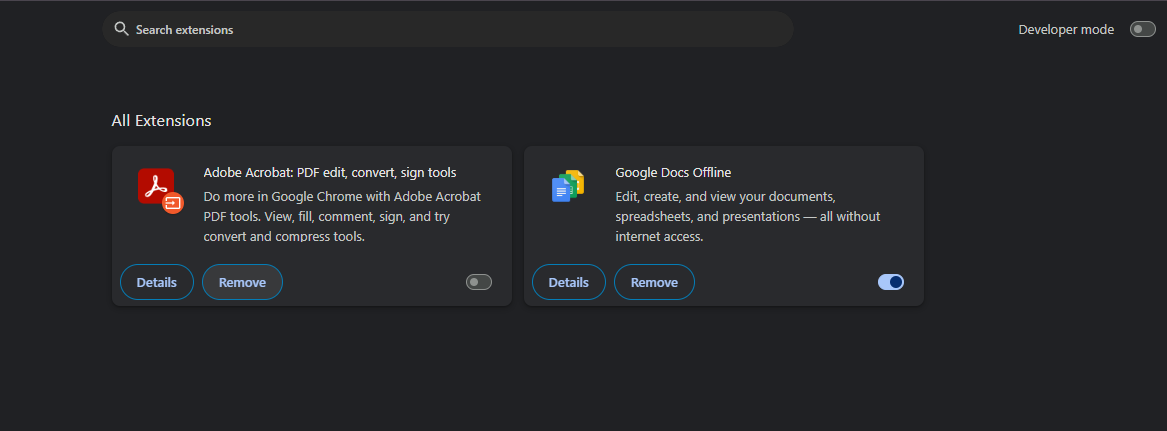 Search extensions
Developer mode
All Extensions
Adobe Acrobat: PDF edit, convert, sign tools
Do more in Google Chrome with Adobe Acrobat
PDF tools. View, fill, comment, sign, and try
convert and compress tools.
Details
Remove
Google Docs Offline
Edit, create, and view your documents,
spreadsheets, and presentations — all without
internet access.
Details
Remove